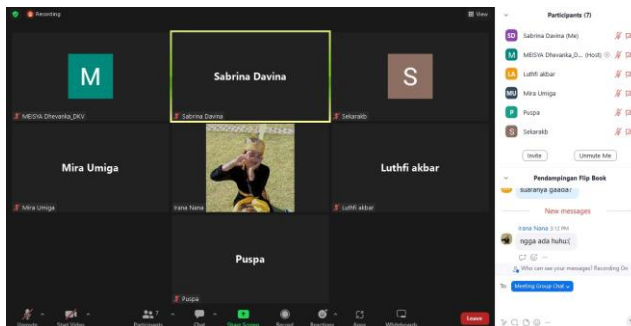 Recording
View
M
MEISYA Dhevanka_DKV
Sabrina Davina
Sabrina Davina
S
Sekarakb
Mira Umiga
Mira Umiga
Irana Nana
Luthfi akbar
Luthfi akbar
Puspa
Puspa
Unmute
Start Video
Participants
7
Chat
Share Screen
Record
Reactions
Apps
Whiteboards
Leave
Participants (7)
SD Sabrina Davina (Me)
M MEISYA Dhevanka_D... (Host)
LA Luthfi akbar
MU Mira Umiga
P Puspa
S Sekarakb
Invite
Unmute Me
Pendampingan Flip Book
suaranya gaada?
New messages
Irana Nana 3:12 PM
ngga ada huhu:(
Who can see your messages? Recording On
To:
Meeting Group Chat